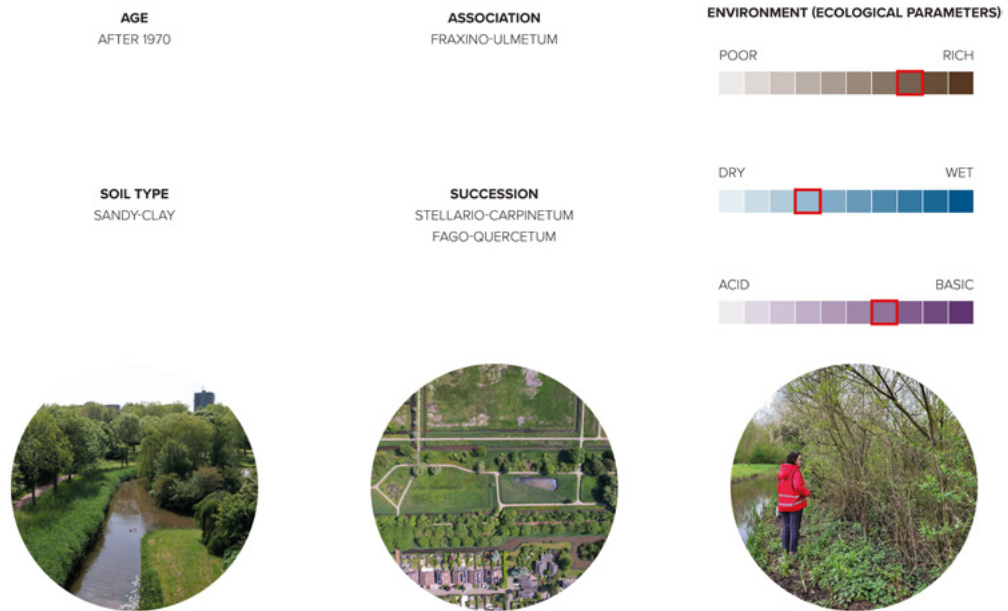 AGE
AFTER 1970
ASSOCIATION
FRAXINO-ULMETUM
ENVIRONMENT (ECOLOGICAL PARAMETERS)
POOR RICH
SOIL TYPE
SANDY-CLAY
SUCCESSION
STELLARIO-CARPINETUM
FAGO-QUERCETUM
DRY WET
ACID BASIC